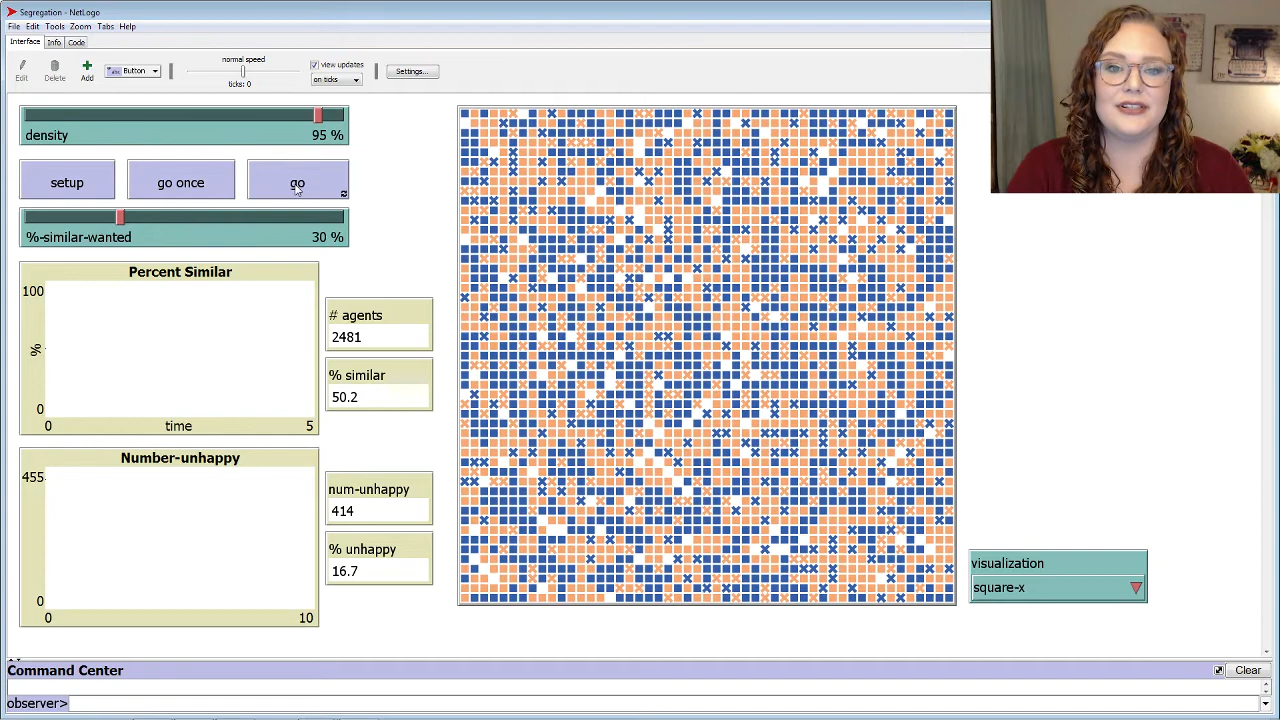 Segregation - NetLogo
File Edit Tools Zoom Tabs Help
Interface Info Code
Edit Delete Add Button
normal speed
ticks: 0
view updates
on ticks
Settings...
density 95 %
setup go once go
%-similar-wanted 30 %
Percent Similar
100
%
0
0 time 5
# agents
2481
% similar
50.2
Number-unhappy
455
0
0 10
num-unhappy
414
% unhappy
16.7
visualization
square-x
Command Center
Clear
observer>